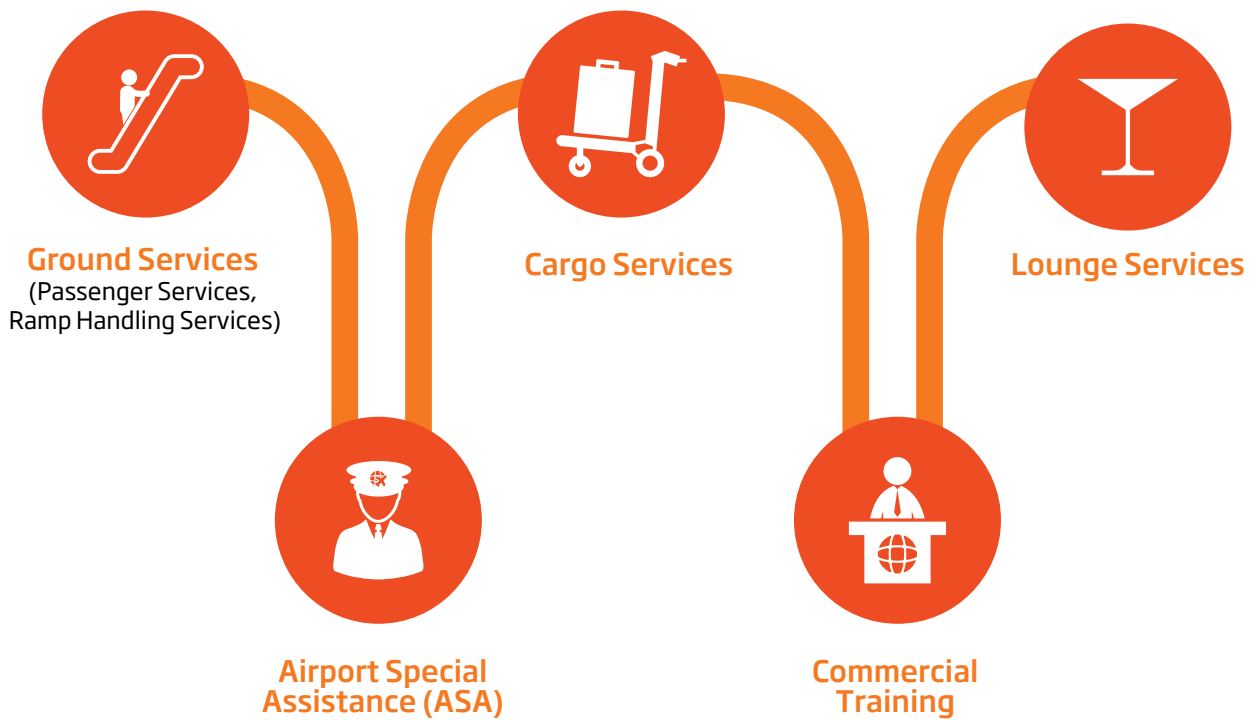 Ground Services
(Passenger Services,
Ramp Handling Services)
Airport Special
Assistance (ASA)
Cargo Services
Commercial
Training
Lounge Services